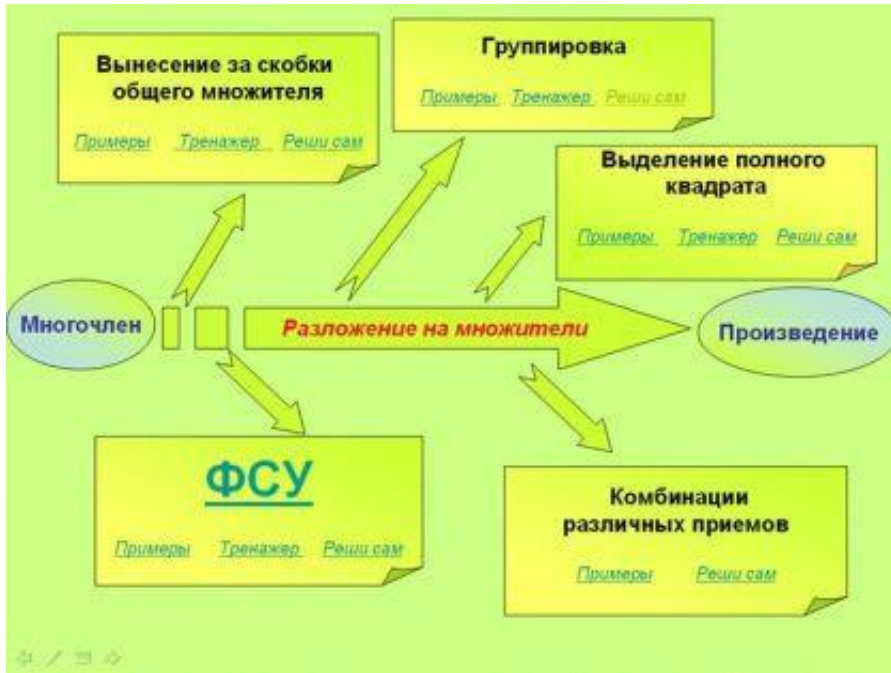 Вынесение за скобки
общего множителя
Примеры Тренажер Реши сам
Группировка
Примеры Тренажер Реши сам
Выделение полного
квадрата
Примеры Тренажер Реши сам
Многочлен
Разложение на множители
Произведение
ФСУ
Примеры Тренажер Реши сам
Комбинации
различных приемов
Примеры Реши сам